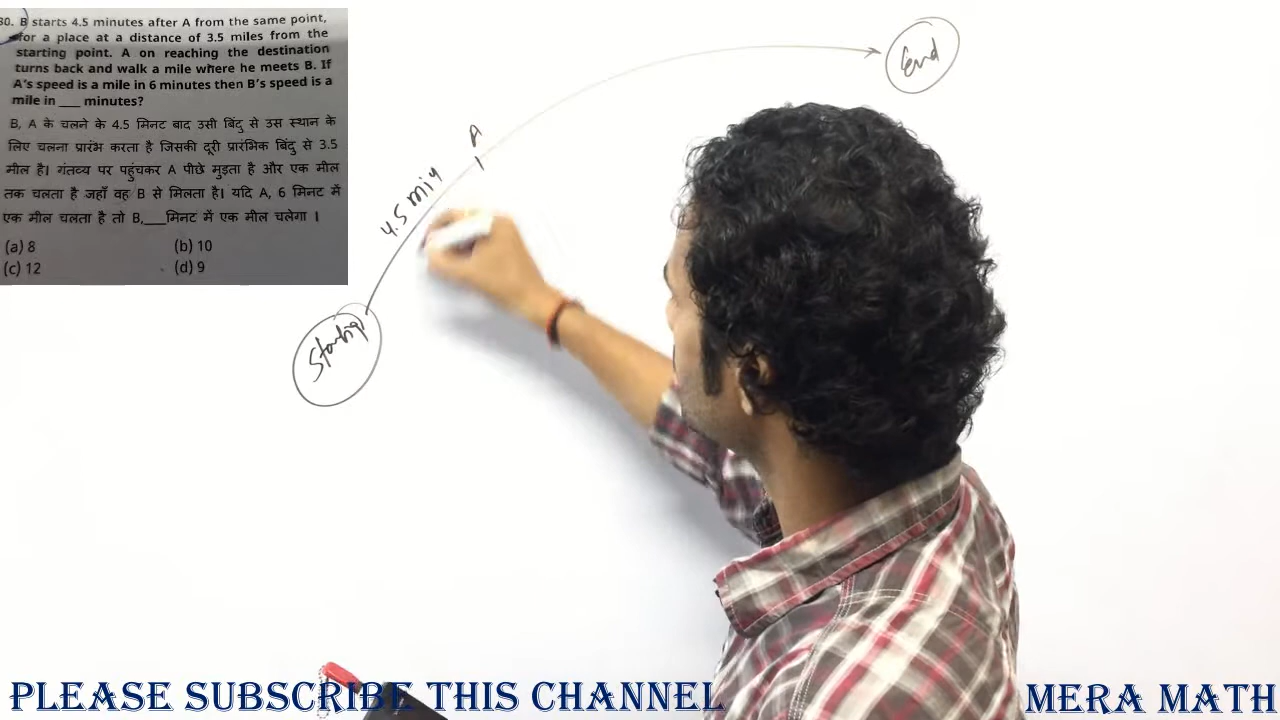 30. B starts 4.5 minutes after A from the same point,
for a place at a distance of 3.5 miles from the
starting point. A on reaching the destination
turns back and walk a mile where he meets B. If
A's speed is a mile in 6 minutes then B's speed is a
mile in ___ minutes?
B, A के चलने के 4.5 मिनट बाद उसी बिंदु से उस स्थान के
लिए चलना प्रारंभ करता है जिसकी दूरी प्रारंभिक बिंदु से 3.5
मील है। गंतव्य पर पहुंचकर A पीछे मुड़ता है और एक मील
तक चलता है जहाँ वह B से मिलता है। यदि A, 6 मिनट में
एक मील चलता है तो B,___मिनट में एक मील चलेगा ।
(a) 8 (b) 10
(c) 12 (d) 9
End
A
4.5 min
PLEASE SUBSCRIBE THIS CHANNEL
MERA MATH